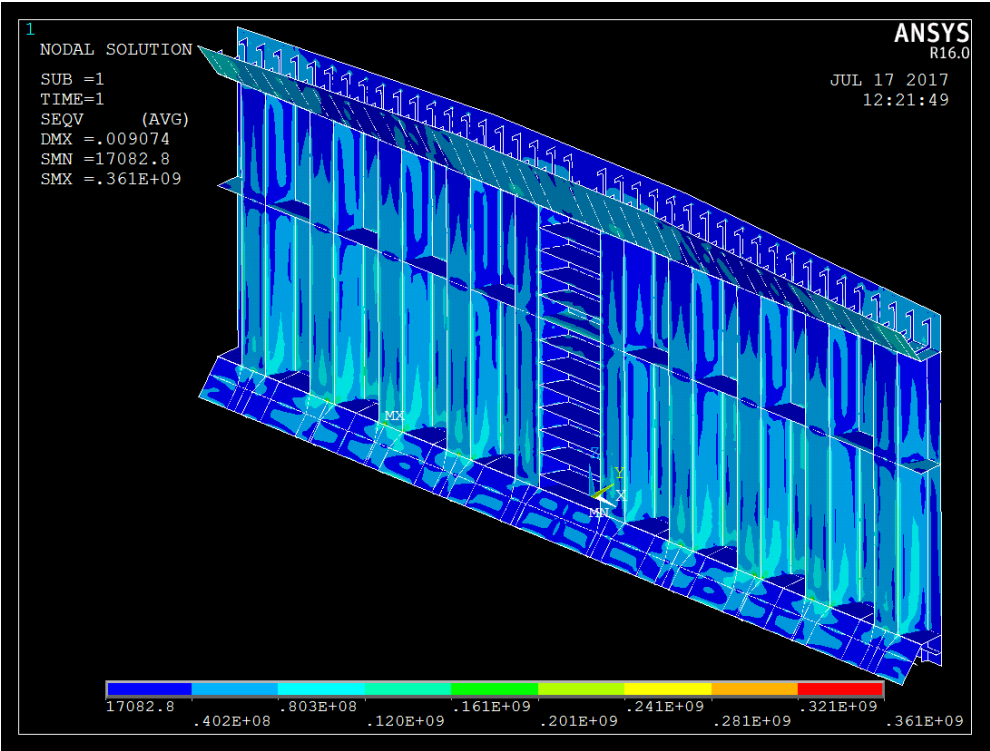 1
ANSYS
R16.0
NODAL SOLUTION
SUB =1
TIME=1
SEQV (AVG)
DMX =.009074
SMN =17082.8
SMX =.361E+09
JUL 17 2017
12:21:49
MX
Y
X
MN
17082.8 .803E+08 .161E+09 .241E+09 .321E+09
.402E+08 .120E+09 .201E+09 .281E+09 .361E+09